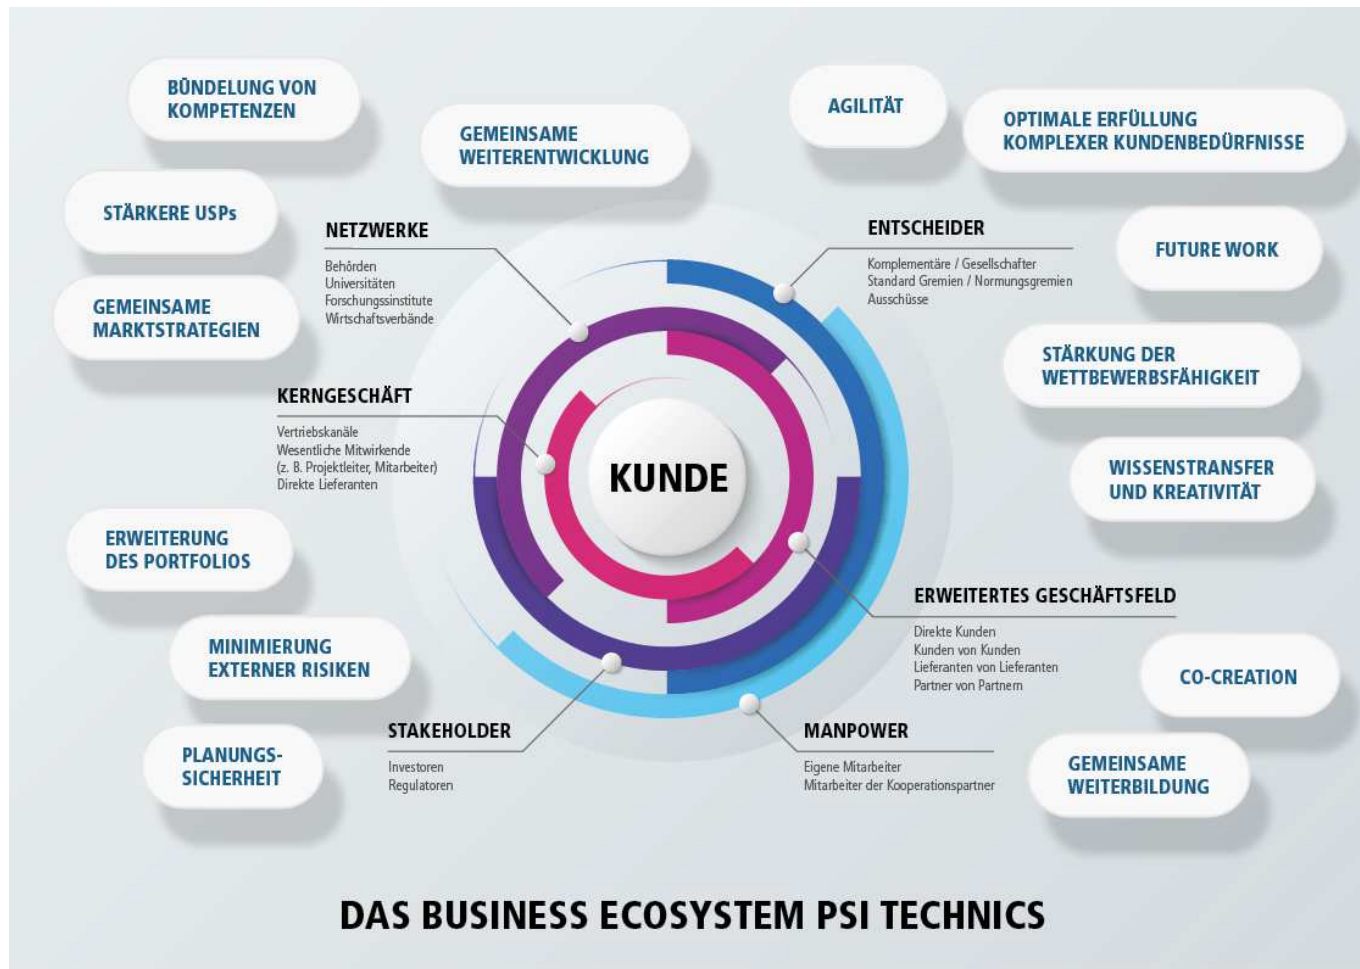 BÜNDELUNG VON
KOMPETENZEN
GEMEINSAME
WEITERENTWICKLUNG
AGILITÄT
OPTIMALE ERFÜLLUNG
KOMPLEXER KUNDENBEDÜRFNISSE
STÄRKERE USPs
NETZWERKE
Behörden
Universitäten
Forschungssinstitute
Wirtschaftsverbände
ENTSCHEIDER
Komplementäre / Gesellschafter
Standard Gremien / Normungsgremien
Ausschüsse
FUTURE WORK
GEMEINSAME
MARKTSTRATEGIEN
STÄRKUNG DER
WETTBEWERBSFÄHIGKEIT
KERNGESCHÄFT
Vertriebskanäle
Wesentliche Mitwirkende
(z. B. Projektleiter, Mitarbeiter)
Direkte Lieferanten
KUNDE
WISSENSTRANSFER
UND KREATIVITÄT
ERWEITERUNG
DES PORTFOLIOS
ERWEITERTES GESCHÄFTSFELD
Direkte Kunden
Kunden von Kunden
Lieferanten von Lieferanten
Partner von Partnern
MINIMIERUNG
EXTERNER RISIKEN
CO-CREATION
STAKEHOLDER
Investoren
Regulatoren
MANPOWER
Eigene Mitarbeiter
Mitarbeiter der Kooperationspartner
PLANUNGS-
SICHERHEIT
GEMEINSAME
WEITERBILDUNG
DAS BUSINESS ECOSYSTEM PSI TECHNICS